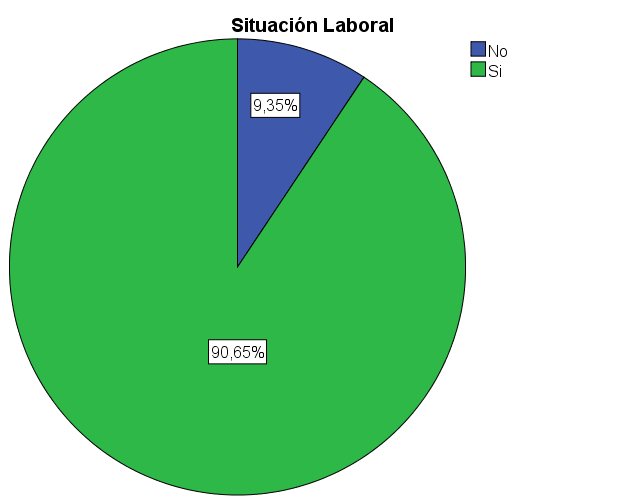 Situación Laboral
No
Si
9,35%
90,65%